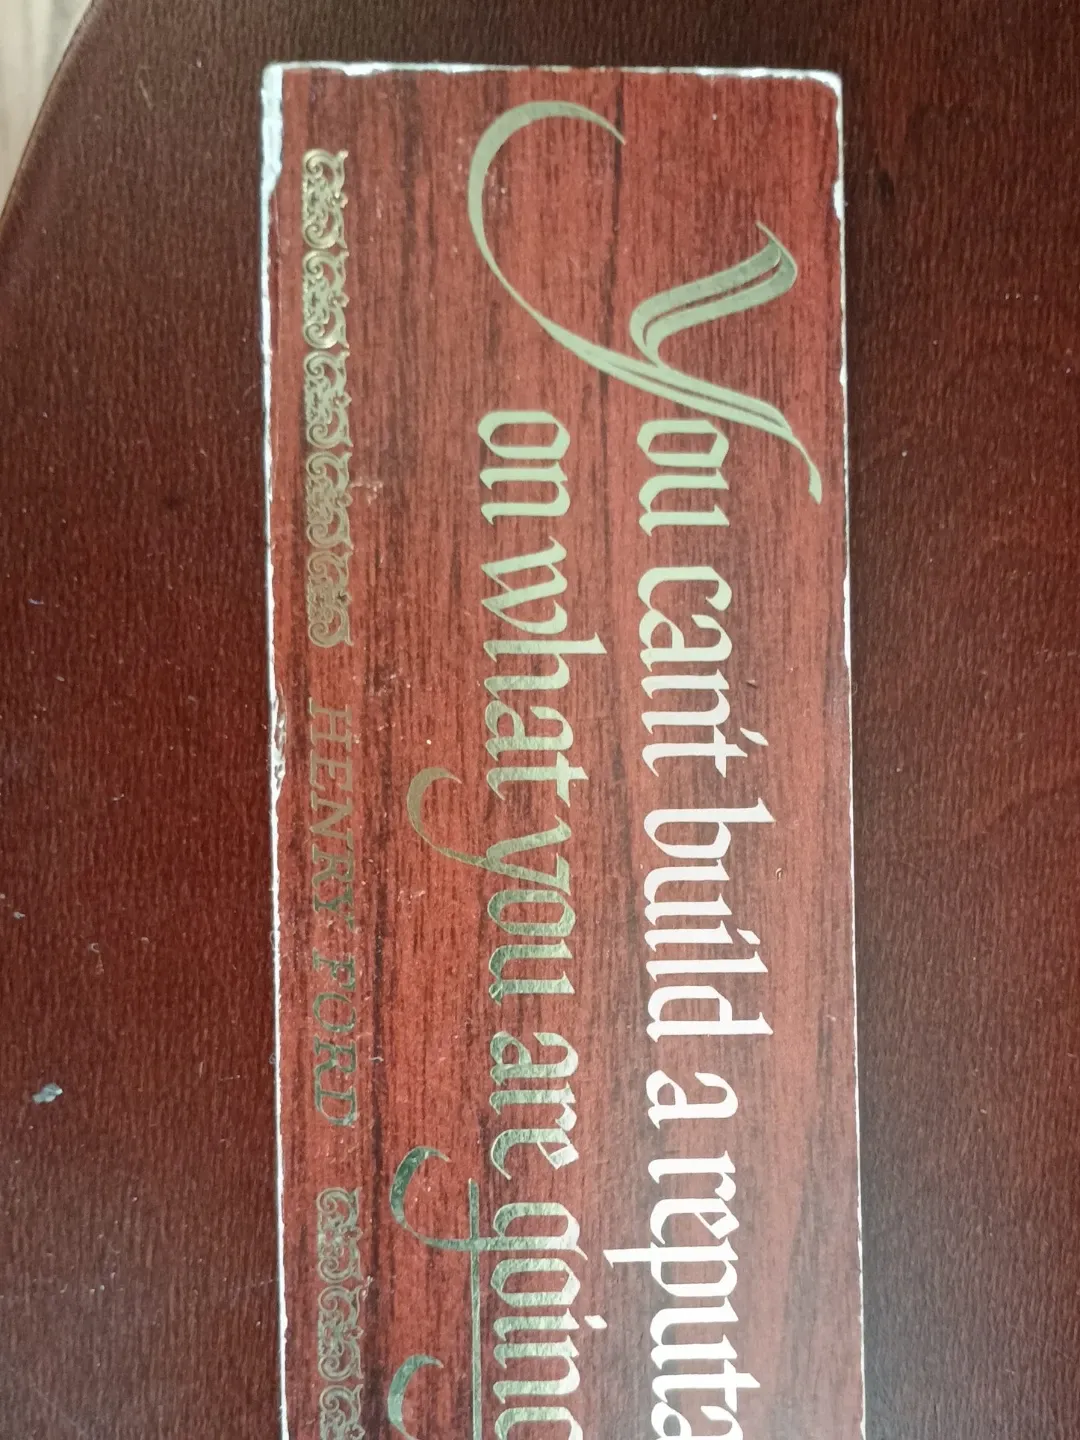 You can't build a reputa
on what you are going
HENRY FORD